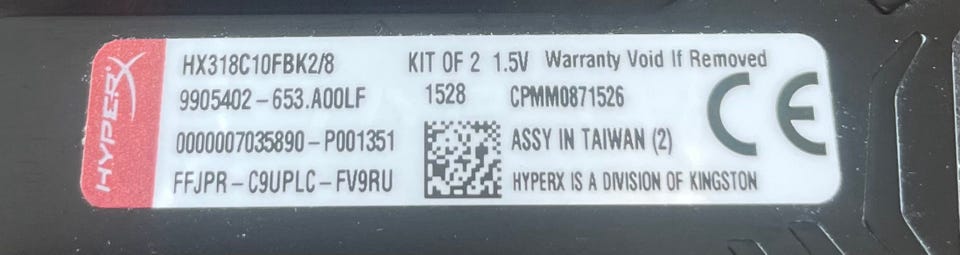 HYPERX
HX318C10FBK2/8 KIT OF 2 1.5V Warranty Void If Removed
9905402-653.A00LF 1528 CPMM0871526
0000007035890-P001351 ASSY IN TAIWAN (2)
FFJPR-C9UPLC-FV9RU HYPERX IS A DIVISION OF KINGSTON
CE